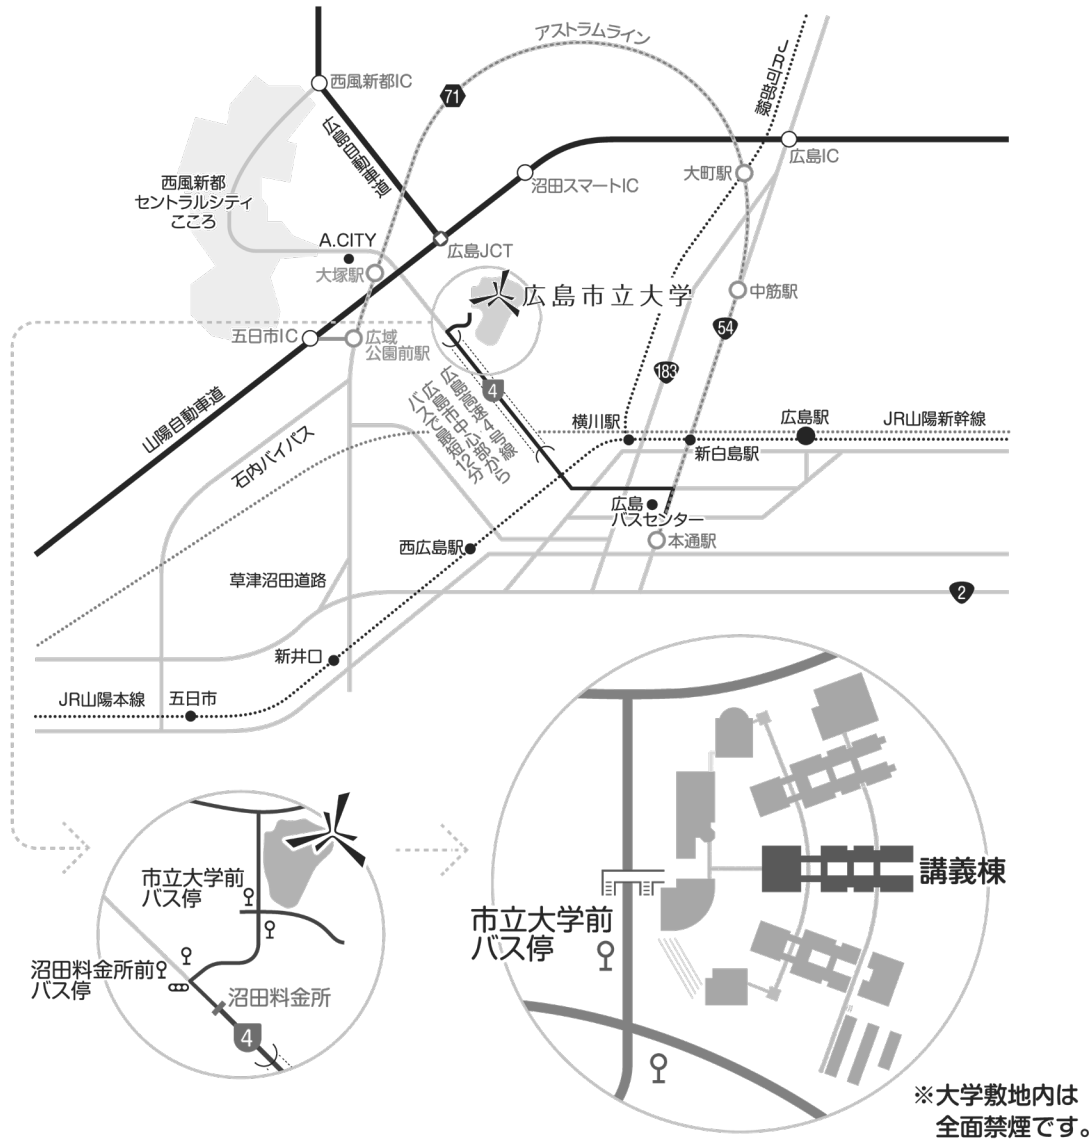 アストラムライン
JR可部線
西風新都IC
71
広島自動車道
広島IC
大町駅
沼田スマートIC
西風新都
セントラルシティ
こころ
A.CITY
広島JCT
大塚駅
広島市立大学
中筋駅
54
五日市IC
広域
公園前駅
183
4
広島高速4号線
広島市中心部から
バスで最短12分
山陽自動車道
石内バイパス
横川駅
広島駅
JR山陽新幹線
新白島駅
広島
バスセンター
本通駅
西広島駅
草津沼田道路
2
新井口
JR山陽本線
五日市
市立大学前
バス停
沼田料金所前
バス停
沼田料金所
4
講義棟
市立大学前
バス停
※大学敷地内は
全面禁煙です。